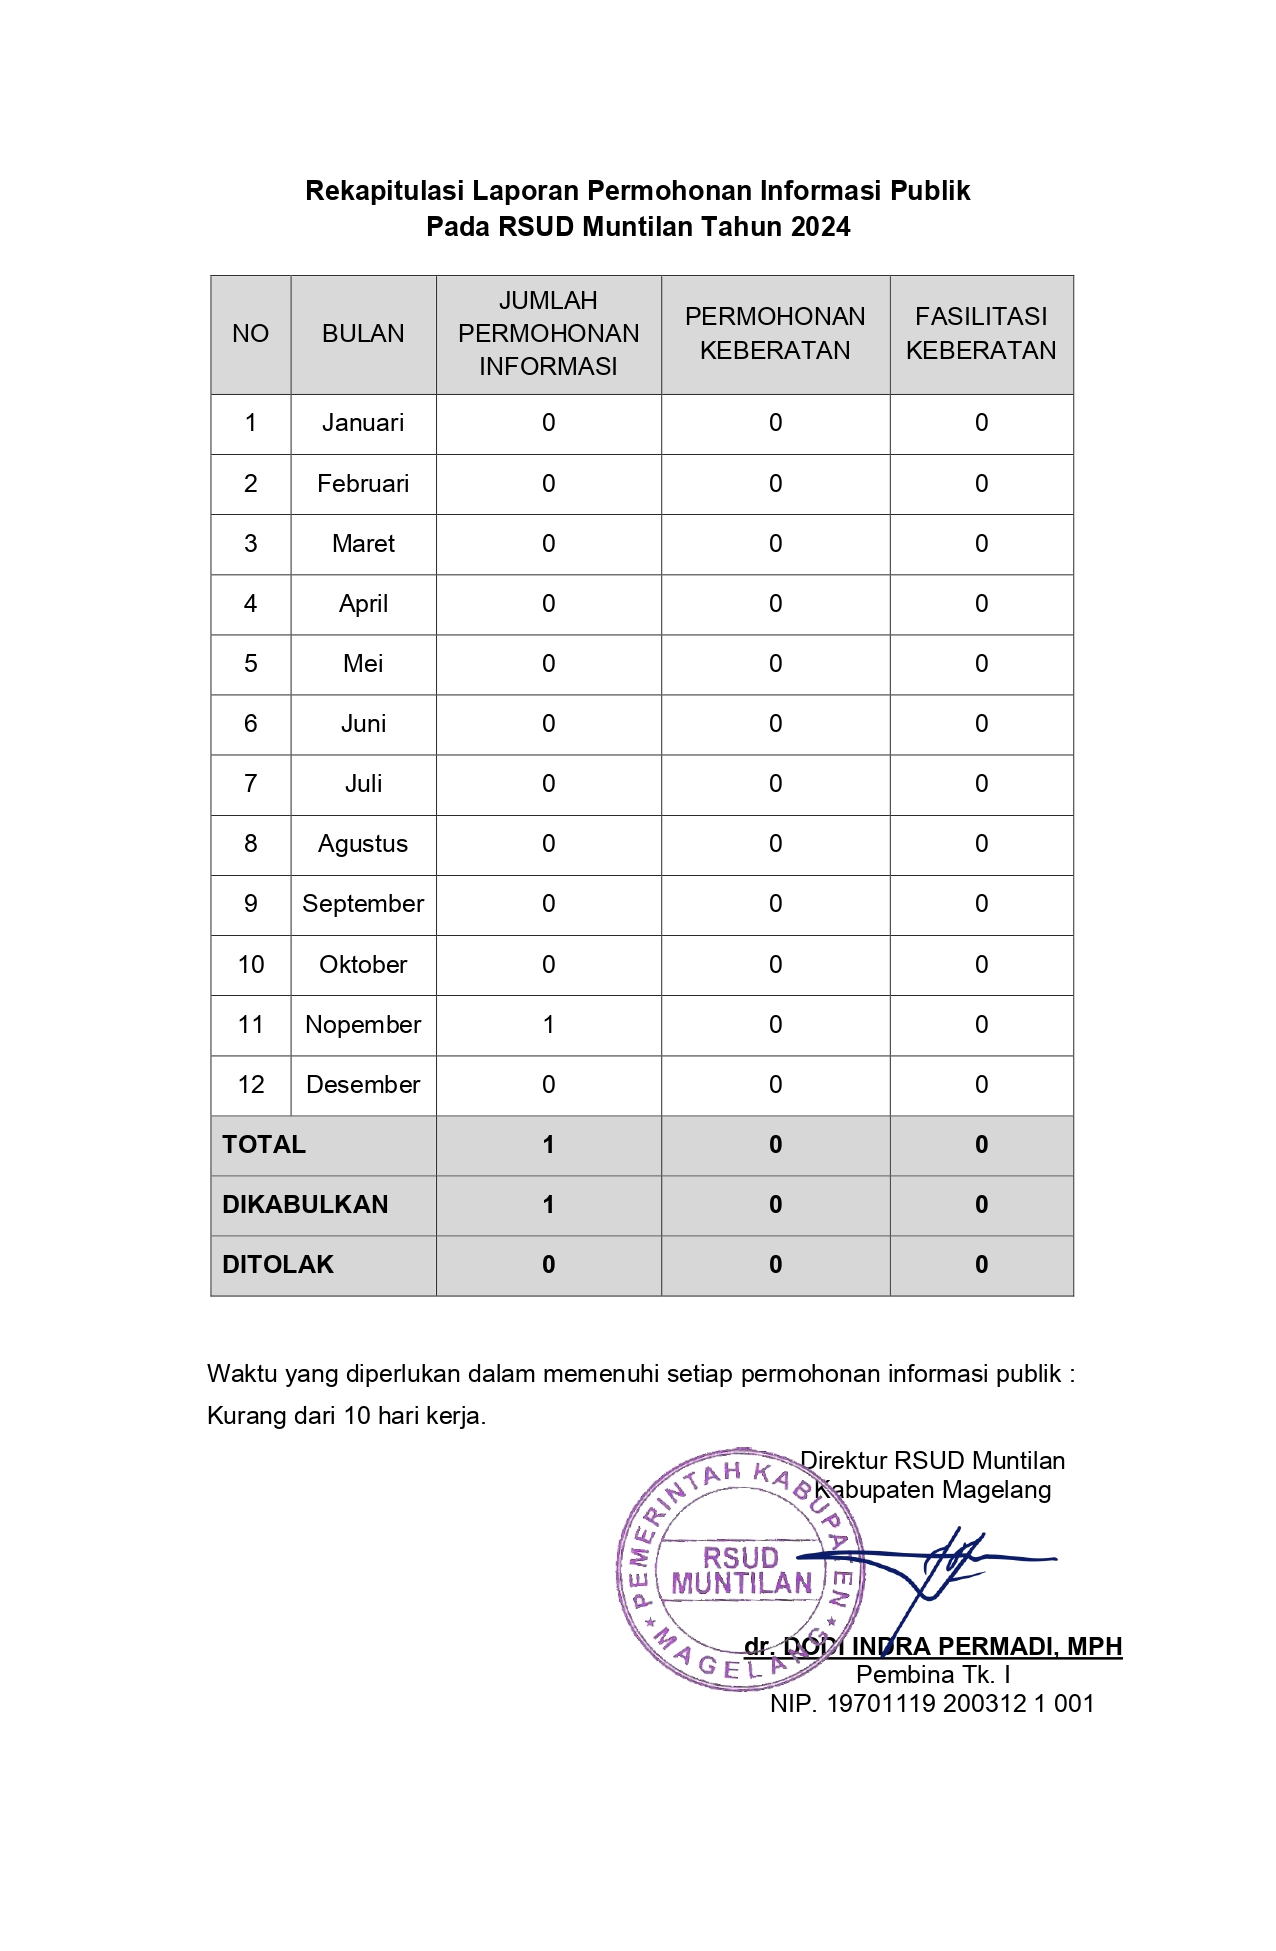 Rekapitulasi Laporan Permohonan Informasi Publik
Pada RSUD Muntilan Tahun 2024
NO BULAN JUMLAH PERMOHONAN INFORMASI PERMOHONAN KEBERATAN FASILITASI KEBERATAN
1 Januari 0 0 0
2 Februari 0 0 0
3 Maret 0 0 0
4 April 0 0 0
5 Mei 0 0 0
6 Juni 0 0 0
7 Juli 0 0 0
8 Agustus 0 0 0
9 September 0 0 0
10 Oktober 0 0 0
11 Nopember 1 0 0
12 Desember 0 0 0
TOTAL 1 0 0
DIKABULKAN 1 0 0
DITOLAK 0 0 0
Waktu yang diperlukan dalam memenuhi setiap permohonan informasi publik :
Kurang dari 10 hari kerja.
Direktur RSUD Muntilan
Kabupaten Magelang
PEMERINTAH KABUPATEN
RSUD
MUNTILAN
MAGELANG
dr. DODI INDRA PERMADI, MPH
Pembina Tk. I
NIP. 19701119 200312 1 001